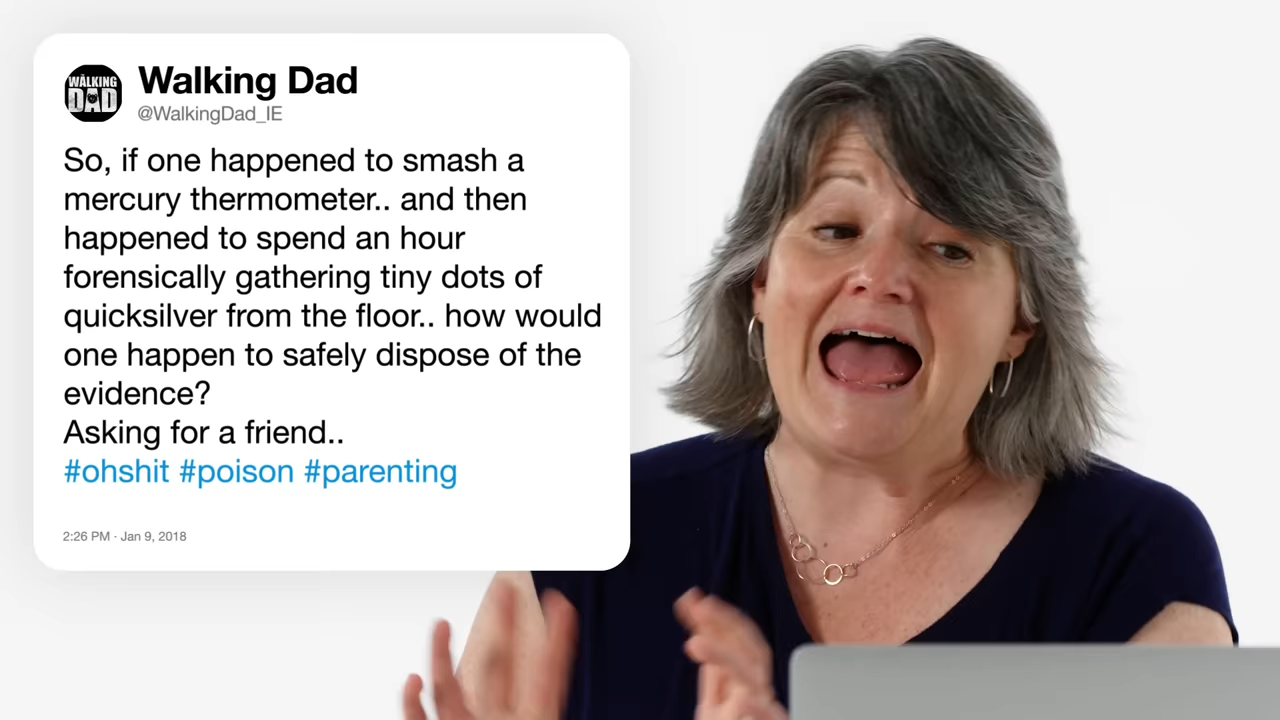 WALKING
DAD
Walking Dad
@WalkingDad_IE
So, if one happened to smash a
mercury thermometer.. and then
happened to spend an hour
forensically gathering tiny dots of
quicksilver from the floor.. how would
one happen to safely dispose of the
evidence?
Asking for a friend..
#ohshit #poison #parenting
2:26 PM · Jan 9, 2018